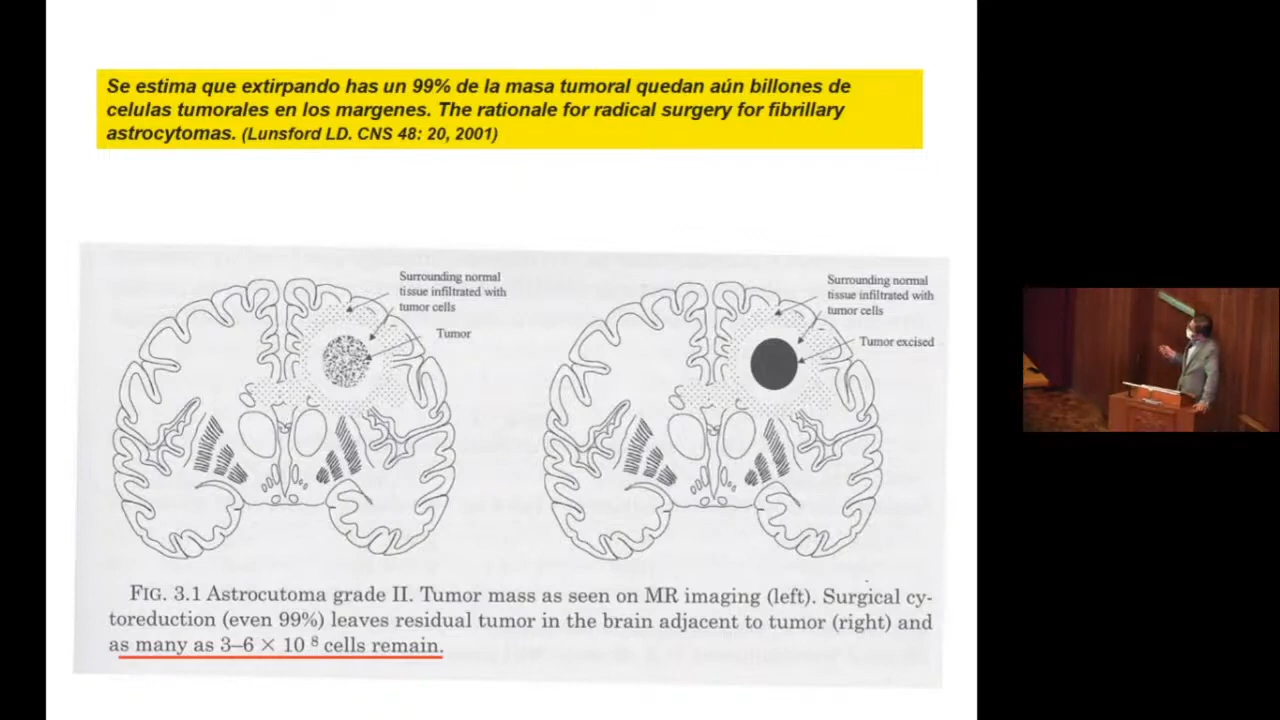 Se estima que extirpando has un 99% de la masa tumoral quedan aún billones de
celulas tumorales en los margenes. The rationale for radical surgery for fibrillary
astrocytomas. (Lunsford LD. CNS 48: 20, 2001)
Surrounding normal
tissue infiltrated with
tumor cells
Tumor
Surrounding normal
tissue infiltrated with
tumor cells
Tumor excised
FIG. 3.1 Astrocutoma grade II. Tumor mass as seen on MR imaging (left). Surgical cy-
toreduction (even 99%) leaves residual tumor in the brain adjacent to tumor (right) and
as many as 3–6 × 10 ⁸ cells remain.